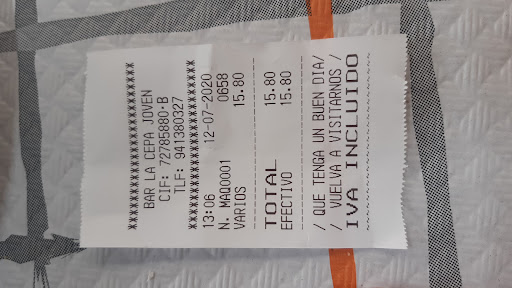 ********************************
BAR LA CEPA JOVEN
CIF: 72785880-B
TLF: 941380327
********************************
13:06 12-07-2020
N. MAQ0001 0658
VARIOS 15.80
--------------------------------
TOTAL 15.80
EFECTIVO 15.80
--------------------------------
/ QUE TENGA UN BUEN DIA/
/ VUELVA A VISITARNOS /
IVA INCLUIDO